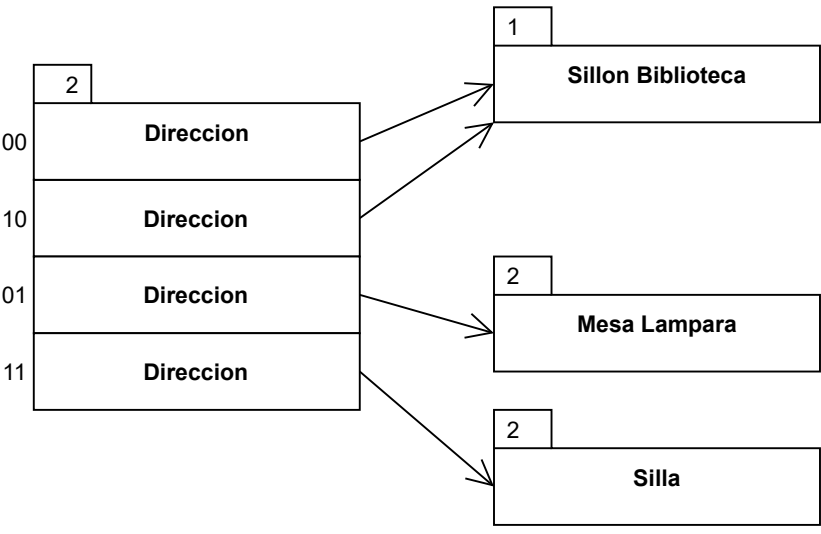 1
Sillon Biblioteca
2
00 Direccion
10 Direccion
01 Direccion
11 Direccion
2
Mesa Lampara
2
Silla